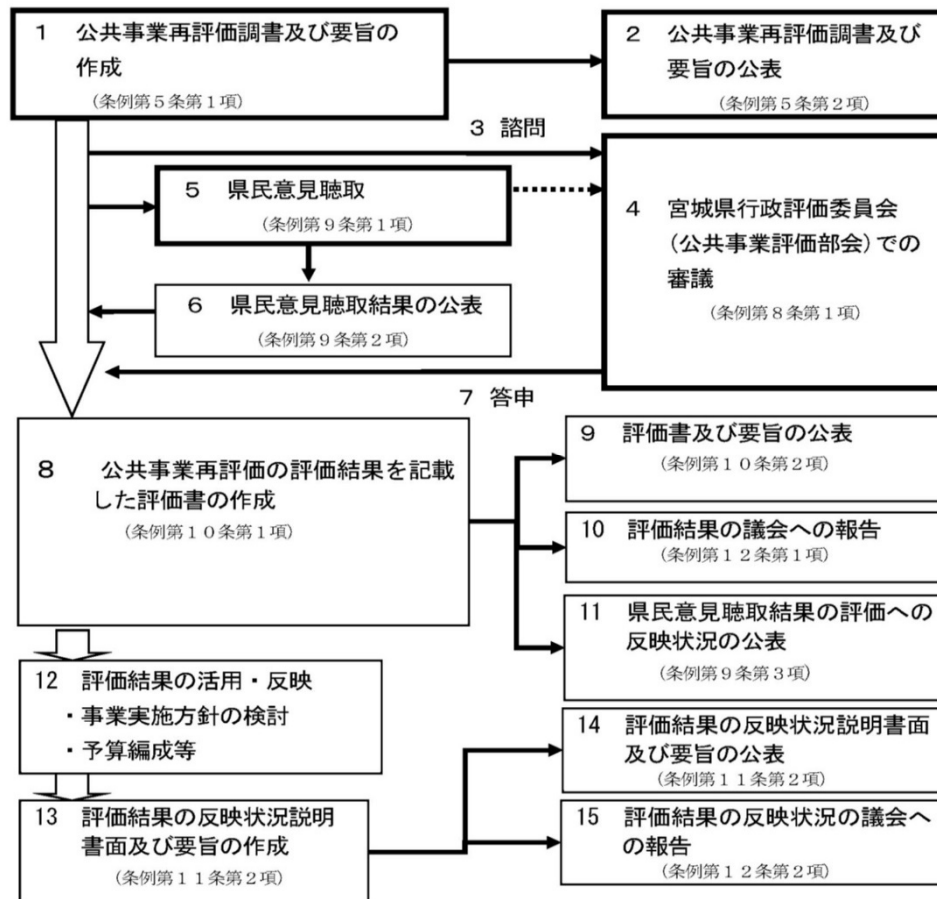 1 公共事業再評価調書及び要旨の
作成
(条例第5条第1項)
2 公共事業再評価調書及び
要旨の公表
(条例第5条第2項)
3 諮問
5 県民意見聴取
(条例第9条第1項)
4 宮城県行政評価委員会
(公共事業評価部会)での
審議
(条例第8条第1項)
6 県民意見聴取結果の公表
(条例第9条第2項)
7 答申
8 公共事業再評価の評価結果を記載
した評価書の作成
(条例第10条第1項)
9 評価書及び要旨の公表
(条例第10条第2項)
10 評価結果の議会への報告
(条例第12条第1項)
11 県民意見聴取結果の評価への
反映状況の公表
(条例第9条第3項)
12 評価結果の活用・反映
・事業実施方針の検討
・予算編成等
13 評価結果の反映状況説明
書面及び要旨の作成
(条例第11条第2項)
14 評価結果の反映状況説明書面
及び要旨の公表
(条例第11条第2項)
15 評価結果の反映状況の議会へ
の報告
(条例第12条第2項)